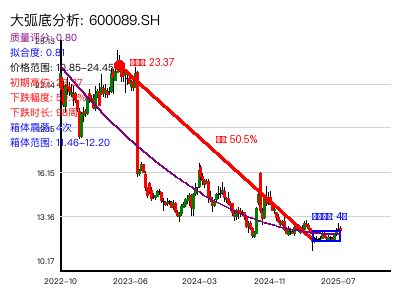 大弧底分析: 600089.SH
质量评分: 0.80
拟合度: 0.81
价格范围: 10.85-24.45
初期高
23.37
下跌幅度:
50.5%
下跌时长:
箱体震荡: 4次
4
箱体范围: 11.46-12.20
16.15
13.16
10.17
2022-10
2023-06
2024-03
2024-11
2025-07